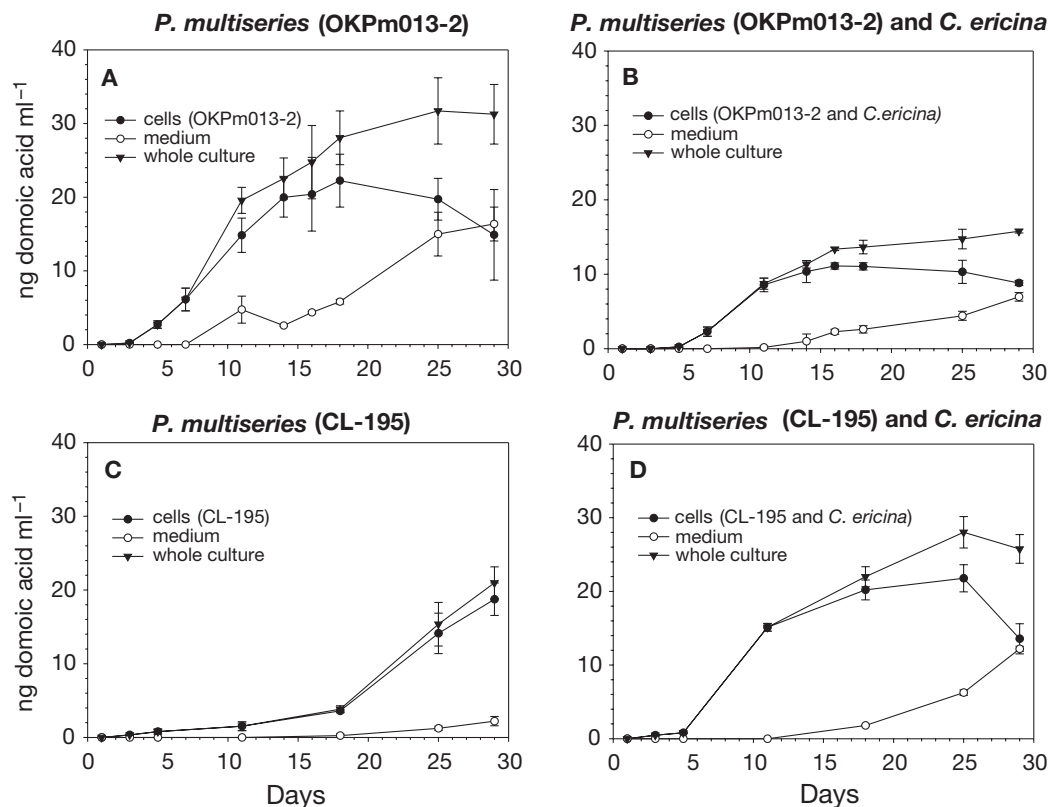 P. multiseries (OKPm013-2)
P. multiseries (OKPm013-2) and C. ericina
ng domoic acid ml−1
40
30
20
10
0
A
cells (OKPm013-2)
medium
whole culture
0 5 10 15 20 25 30
40
30
20
10
0
B
cells (OKPm013-2 and C.ericina)
medium
whole culture
0 5 10 15 20 25 30
P. multiseries (CL-195)
P. multiseries (CL-195) and C. ericina
ng domoic acid ml−1
40
30
20
10
0
C
cells (CL-195)
medium
whole culture
0 5 10 15 20 25 30
Days
40
30
20
10
0
D
cells (CL-195 and C. ericina)
medium
whole culture
0 5 10 15 20 25 30
Days